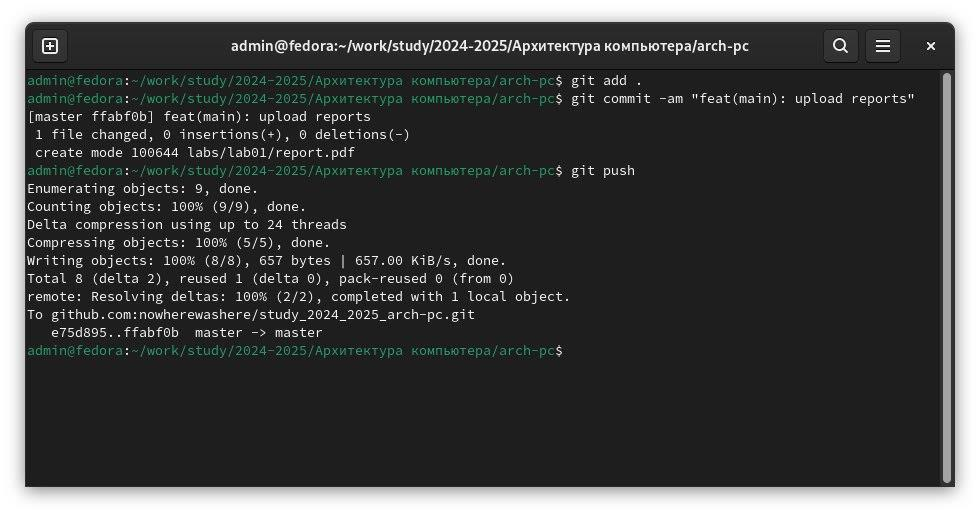 admin@fedora:~/work/study/2024-2025/Архитектура компьютера/arch-pc
admin@fedora:~/work/study/2024-2025/Архитектура компьютера/arch-pc$ git add .
admin@fedora:~/work/study/2024-2025/Архитектура компьютера/arch-pc$ git commit -am "feat(main): upload reports"
[master ffabf0b] feat(main): upload reports
 1 file changed, 0 insertions(+), 0 deletions(-)
 create mode 100644 labs/lab01/report.pdf
admin@fedora:~/work/study/2024-2025/Архитектура компьютера/arch-pc$ git push
Enumerating objects: 9, done.
Counting objects: 100% (9/9), done.
Delta compression using up to 24 threads
Compressing objects: 100% (5/5), done.
Writing objects: 100% (8/8), 657 bytes | 657.00 KiB/s, done.
Total 8 (delta 2), reused 1 (delta 0), pack-reused 0 (from 0)
remote: Resolving deltas: 100% (2/2), completed with 1 local object.
To github.com:nowherewashere/study_2024_2025_arch-pc.git
   e75d895..ffabf0b  master -> master
admin@fedora:~/work/study/2024-2025/Архитектура компьютера/arch-pc$